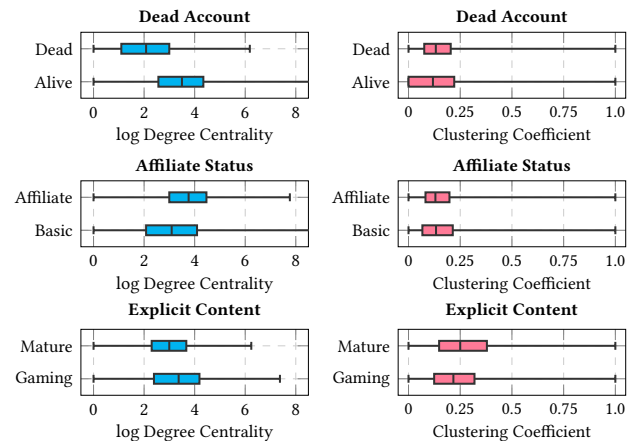 Dead Account
Dead
Alive
0 2 4 6 8
log Degree Centrality
Dead Account
Dead
Alive
0 0.25 0.5 0.75 1.0
Clustering Coefficient
Affiliate Status
Affiliate
Basic
0 2 4 6 8
log Degree Centrality
Affiliate Status
Affiliate
Basic
0 0.25 0.5 0.75 1.0
Clustering Coefficient
Explicit Content
Mature
Gaming
0 2 4 6 8
log Degree Centrality
Explicit Content
Mature
Gaming
0 0.25 0.5 0.75 1.0
Clustering Coefficient